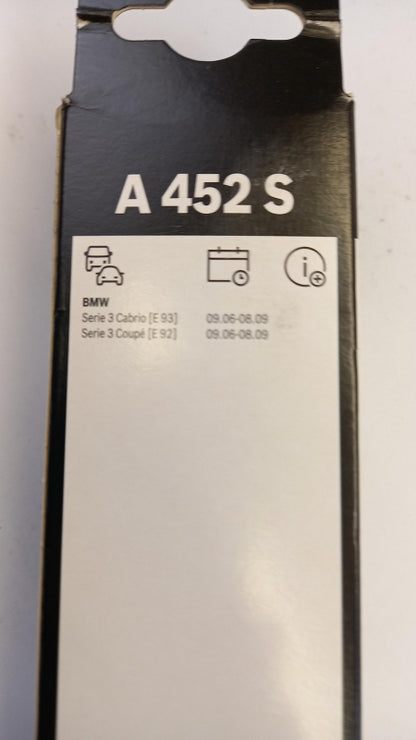 A 452 S
BMW
Serie 3 Cabrio [E 93] 09.06-08.09
Serie 3 Coupé [E 92] 09.06-08.09